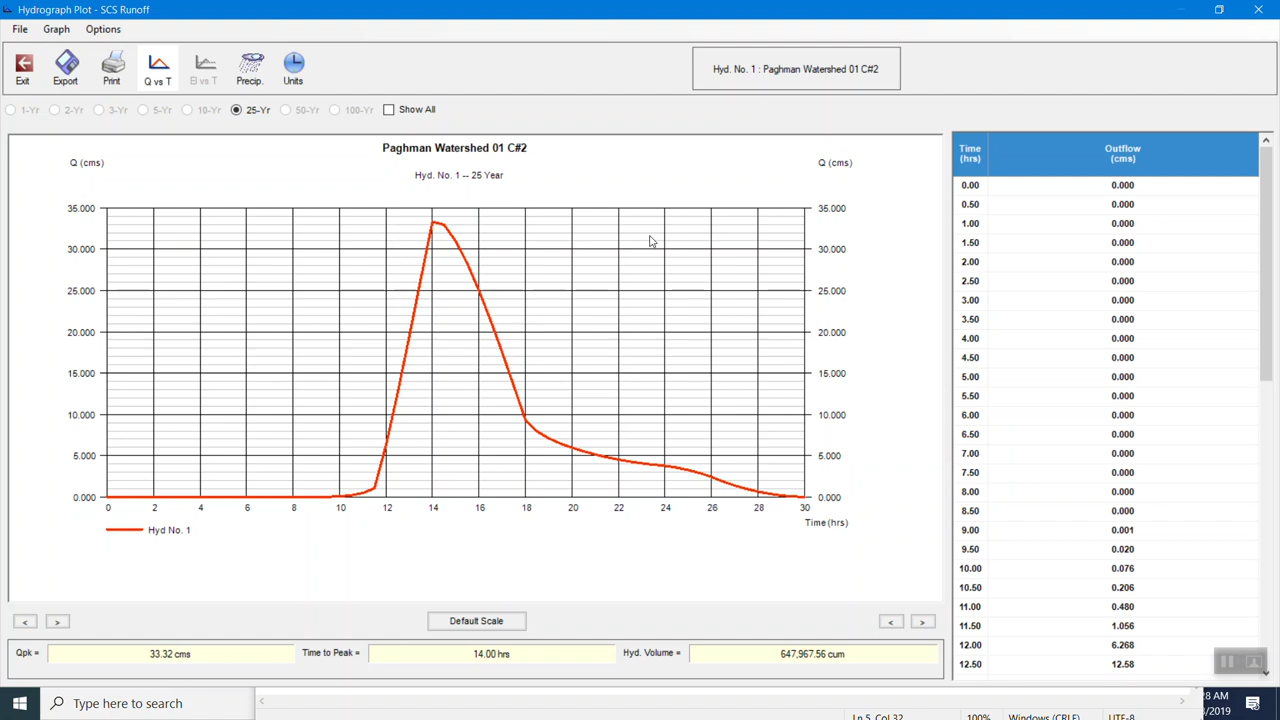 Hydrograph Plot - SCS Runoff
File Graph Options
Exit Export Print Q vs T El vs T Precip. Units
Hyd. No. 1 : Paghman Watershed 01 C#2
1-Yr 2-Yr 3-Yr 5-Yr 10-Yr 25-Yr 50-Yr 100-Yr Show All
Paghman Watershed 01 C#2
Q (cms) Q (cms)
Hyd. No. 1 -- 25 Year
35.000 35.000
30.000 30.000
25.000 25.000
20.000 20.000
15.000 15.000
10.000 10.000
5.000 5.000
0.000 0.000
0 2 4 6 8 10 12 14 16 18 20 22 24 26 28 30
Time (hrs)
Hyd No. 1
< > Default Scale < >
Qpk = 33.32 cms Time to Peak = 14.00 hrs Hyd. Volume = 647,967.56 cum
Time (hrs) Outflow (cms)
0.00 0.000
0.50 0.000
1.00 0.000
1.50 0.000
2.00 0.000
2.50 0.000
3.00 0.000
3.50 0.000
4.00 0.000
4.50 0.000
5.00 0.000
5.50 0.000
6.00 0.000
6.50 0.000
7.00 0.000
7.50 0.000
8.00 0.000
8.50 0.000
9.00 0.001
9.50 0.020
10.00 0.076
10.50 0.206
11.00 0.480
11.50 1.056
12.00 6.268
12.50 12.58
Type here to search
Ln 5, Col 32 100% Windows (CRLF) UTF-8
28 AM
/2019